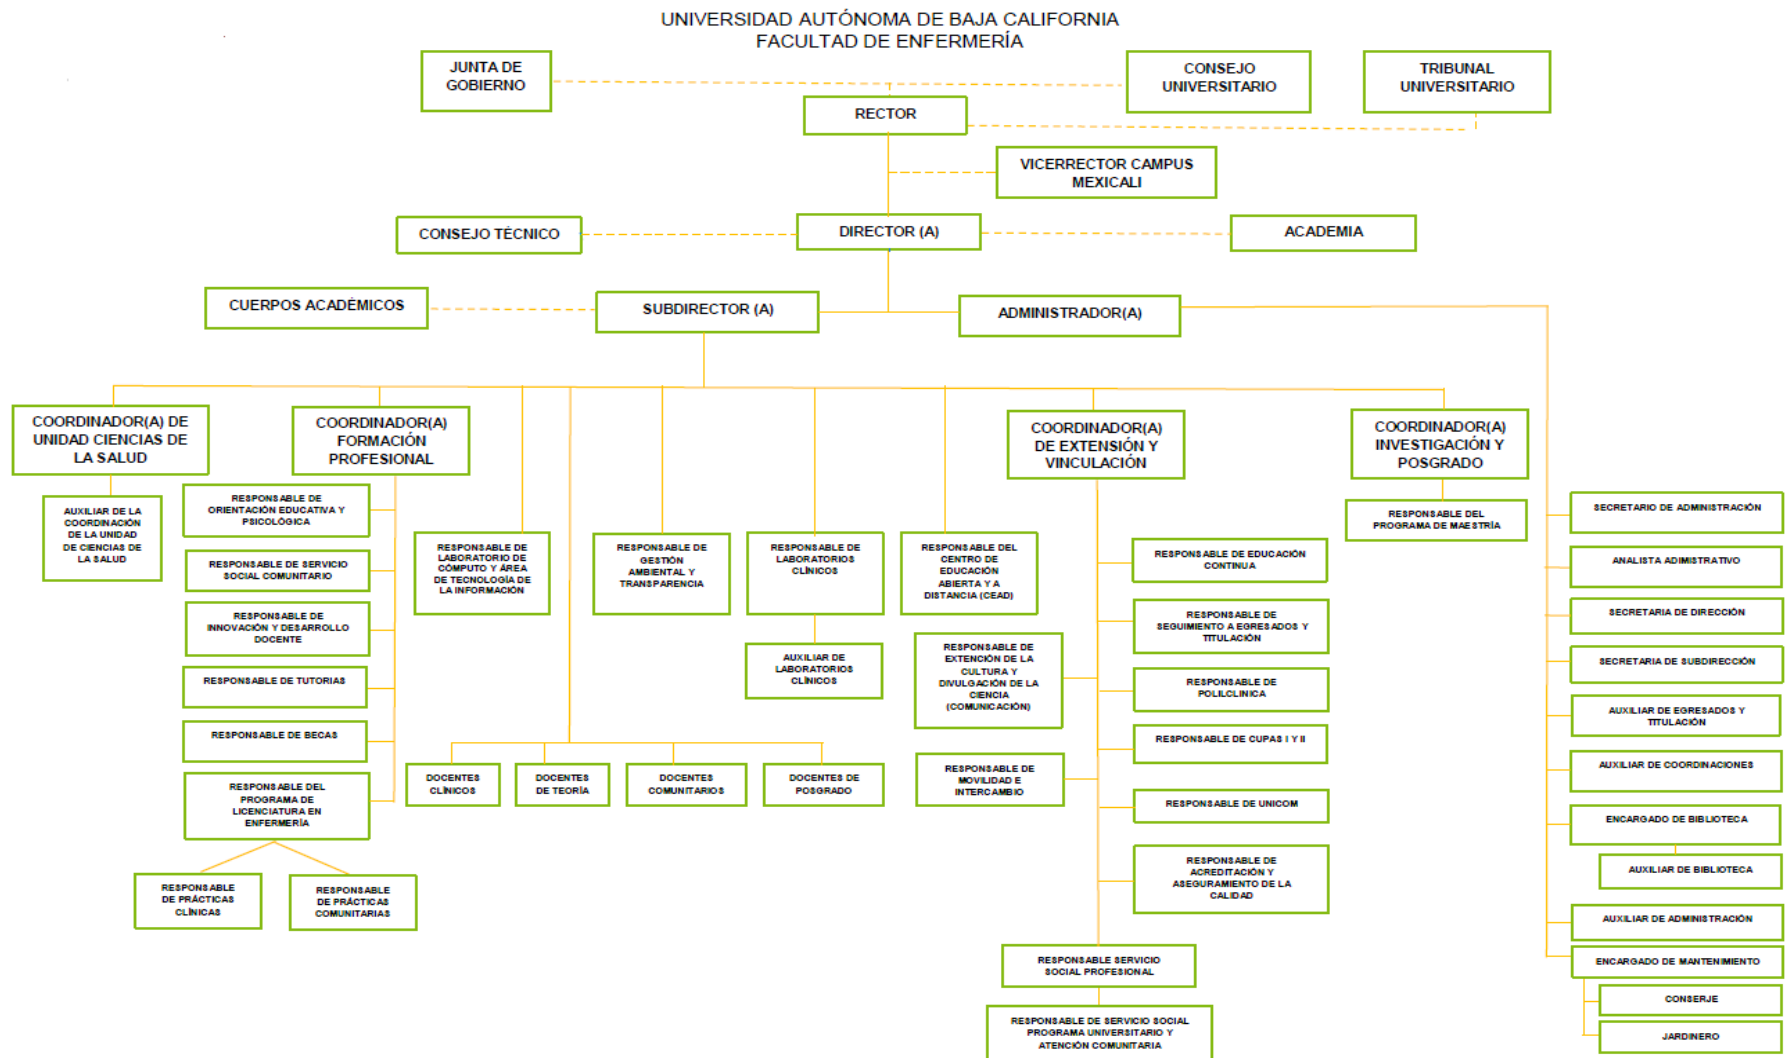 UNIVERSIDAD AUTÓNOMA DE BAJA CALIFORNIA
FACULTAD DE ENFERMERÍA
JUNTA DE
GOBIERNO
CONSEJO
UNIVERSITARIO
TRIBUNAL
UNIVERSITARIO
RECTOR
VICERRECTOR CAMPUS
MEXICALI
CONSEJO TÉCNICO
DIRECTOR (A)
ACADEMIA
CUERPOS ACADÉMICOS
SUBDIRECTOR (A)
ADMINISTRADOR(A)
COORDINADOR(A) DE
UNIDAD CIENCIAS DE
LA SALUD
COORDINADOR(A)
FORMACIÓN
PROFESIONAL
COORDINADOR(A)
DE EXTENSIÓN Y
VINCULACIÓN
COORDINADOR(A)
INVESTIGACIÓN Y
POSGRADO
AUXILIAR DE LA
COORDINACIÓN
DE LA UNIDAD
DE CIENCIAS DE
LA SALUD
RESPONSABLE DE
ORIENTACIÓN EDUCATIVA Y
PSICOLÓGICA
RESPONSABLE DE SERVICIO
SOCIAL COMUNITARIO
RESPONSABLE DE
INNOVACIÓN Y DESARROLLO
DOCENTE
RESPONSABLE DE TUTORIAS
RESPONSABLE DE BECAS
RESPONSABLE DEL
PROGRAMA DE
LICENCIATURA EN
ENFERMERÍA
RESPONSABLE
DE PRÁCTICAS
CLÍNICAS
RESPONSABLE
DE PRÁCTICAS
COMUNITARIAS
RESPONSABLE DE
LABORATORIO DE
CÓMPUTO Y ÁREA
DE TECNOLOGÍA DE
LA INFORMACIÓN
RESPONSABLE DE
GESTIÓN
AMBIENTAL Y
TRANSPARENCIA
RESPONSABLE DE
LABORATORIOS
CLÍNICOS
AUXILIAR DE
LABORATORIOS
CLÍNICOS
RESPONSABLE DEL
CENTRO DE
EDUCACIÓN
ABIERTA Y A
DISTANCIA (CEAD)
DOCENTES
CLÍNICOS
DOCENTES
DE TEORÍA
DOCENTES
COMUNITARIOS
DOCENTES DE
POSGRADO
RESPONSABLE DE
EXTENCIÓN DE LA
CULTURA Y
DIVULGACIÓN DE LA
CIENCIA
(COMUNICACIÓN)
RESPONSABLE DE
MOVILIDAD E
INTERCAMBIO
RESPONSABLE DE EDUCACIÓN
CONTINUA
RESPONSABLE DE
SEGUIMIENTO A EGRESADOS Y
TITULACIÓN
RESPONSABLE DE
POLILCLINICA
RESPONSABLE DE CUPAS I Y II
RESPONSABLE DE UNICOM
RESPONSABLE DE
ACREDITACIÓN Y
ASEGURAMIENTO DE LA
CALIDAD
RESPONSABLE SERVICIO
SOCIAL PROFESIONAL
RESPONSABLE DE SERVICIO SOCIAL
PROGRAMA UNIVERSITARIO Y
ATENCIÓN COMUNITARIA
RESPONSABLE DEL
PROGRAMA DE MAESTRÍA
SECRETARIO DE ADMINISTRACIÓN
ANALISTA ADIMISTRATIVO
SECRETARIA DE DIRECCIÓN
SECRETARIA DE SUBDIRECCIÓN
AUXILIAR DE EGRESADOS Y
TITULACIÓN
AUXILIAR DE COORDINACIONES
ENCARGADO DE BIBLIOTECA
AUXILIAR DE BIBLIOTECA
AUXILIAR DE ADMINISTRACIÓN
ENCARGADO DE MANTENIMIENTO
CONSERJE
JARDINERO